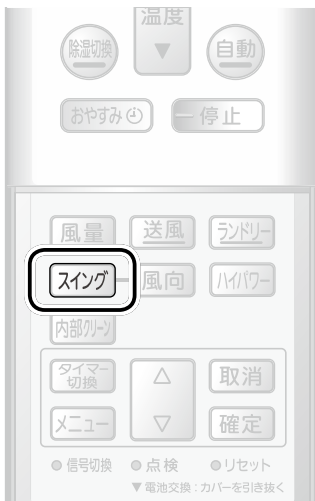 温度
除湿切換 ▼ 自動
おやすみ 停止
風量 送風 ランドリー
スイング 風向 ハイパワー
内部クリーン
タイマー切換 △ 取消
メニュー ▽ 確定
信号切換 点検 リセット
▼電池交換：カバーを引き抜く